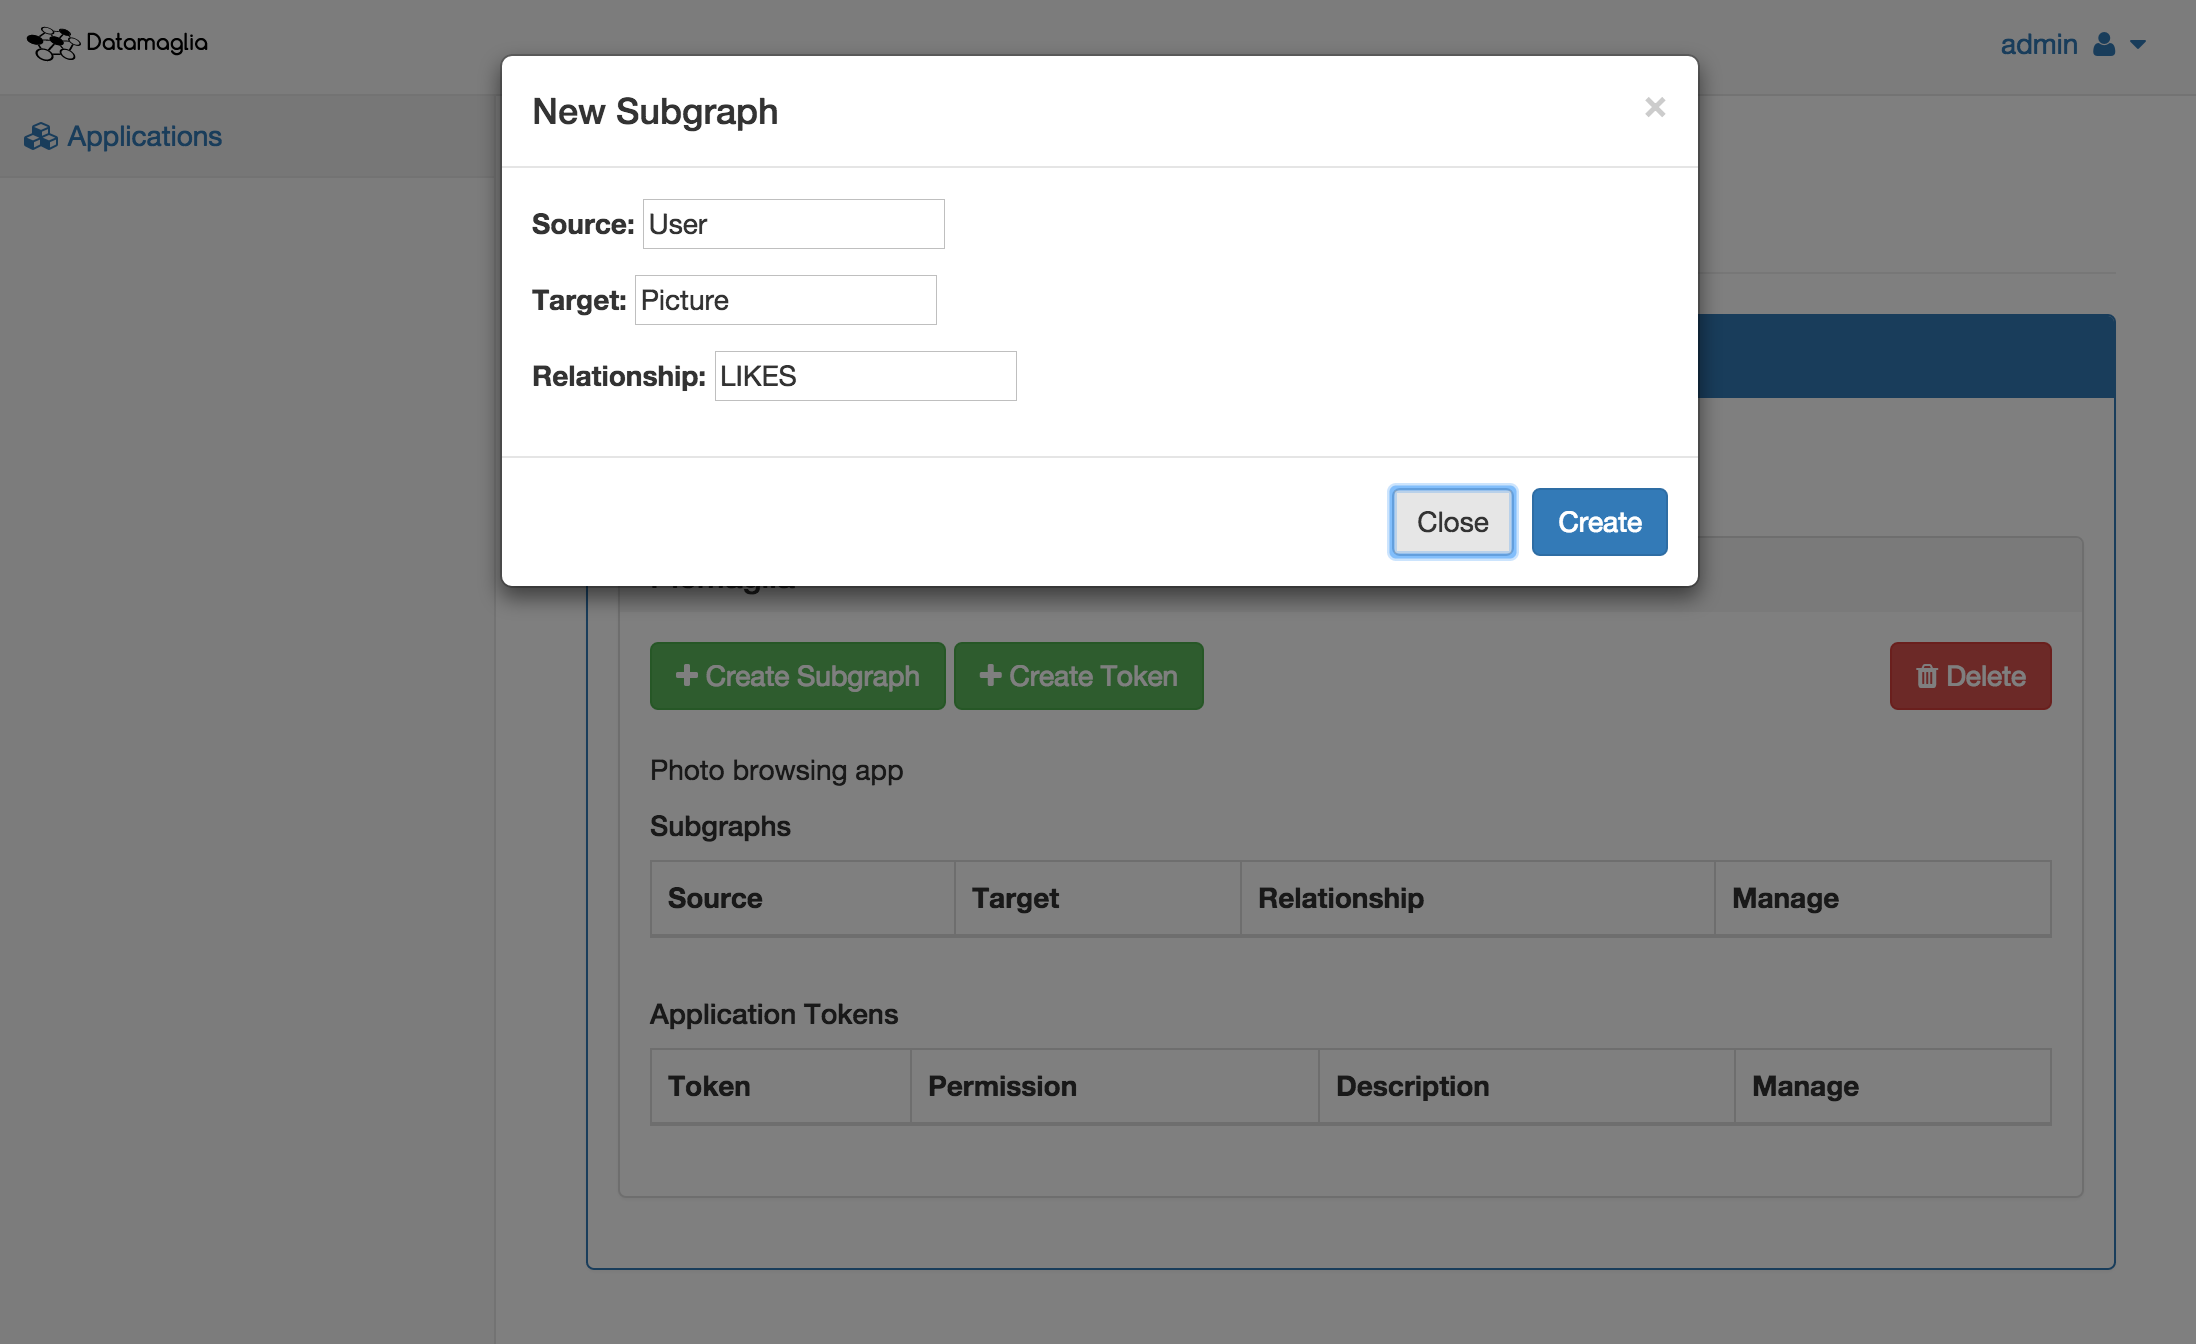 Datamaglia
admin
Applications
New Subgraph
×
Source: User
Target: Picture
Relationship: LIKES
Close
Create
Create Subgraph
Create Token
Delete
Photo browsing app
Subgraphs
Source Target Relationship Manage
Application Tokens
Token Permission Description Manage